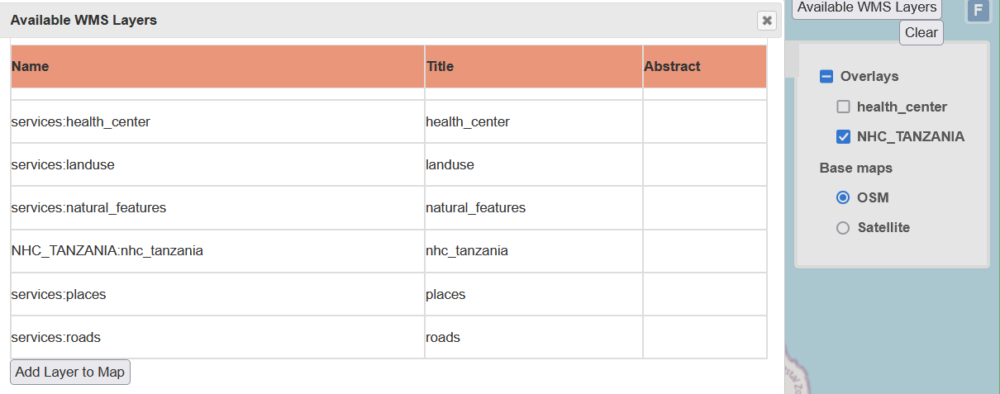 Available WMS Layers
Name Title Abstract
services:health_center health_center
services:landuse landuse
services:natural_features natural_features
NHC_TANZANIA:nhc_tanzania nhc_tanzania
services:places places
services:roads roads
Add Layer to Map
Available WMS Layers
F
Clear
Overlays
health_center
NHC_TANZANIA
Base maps
OSM
Satellite